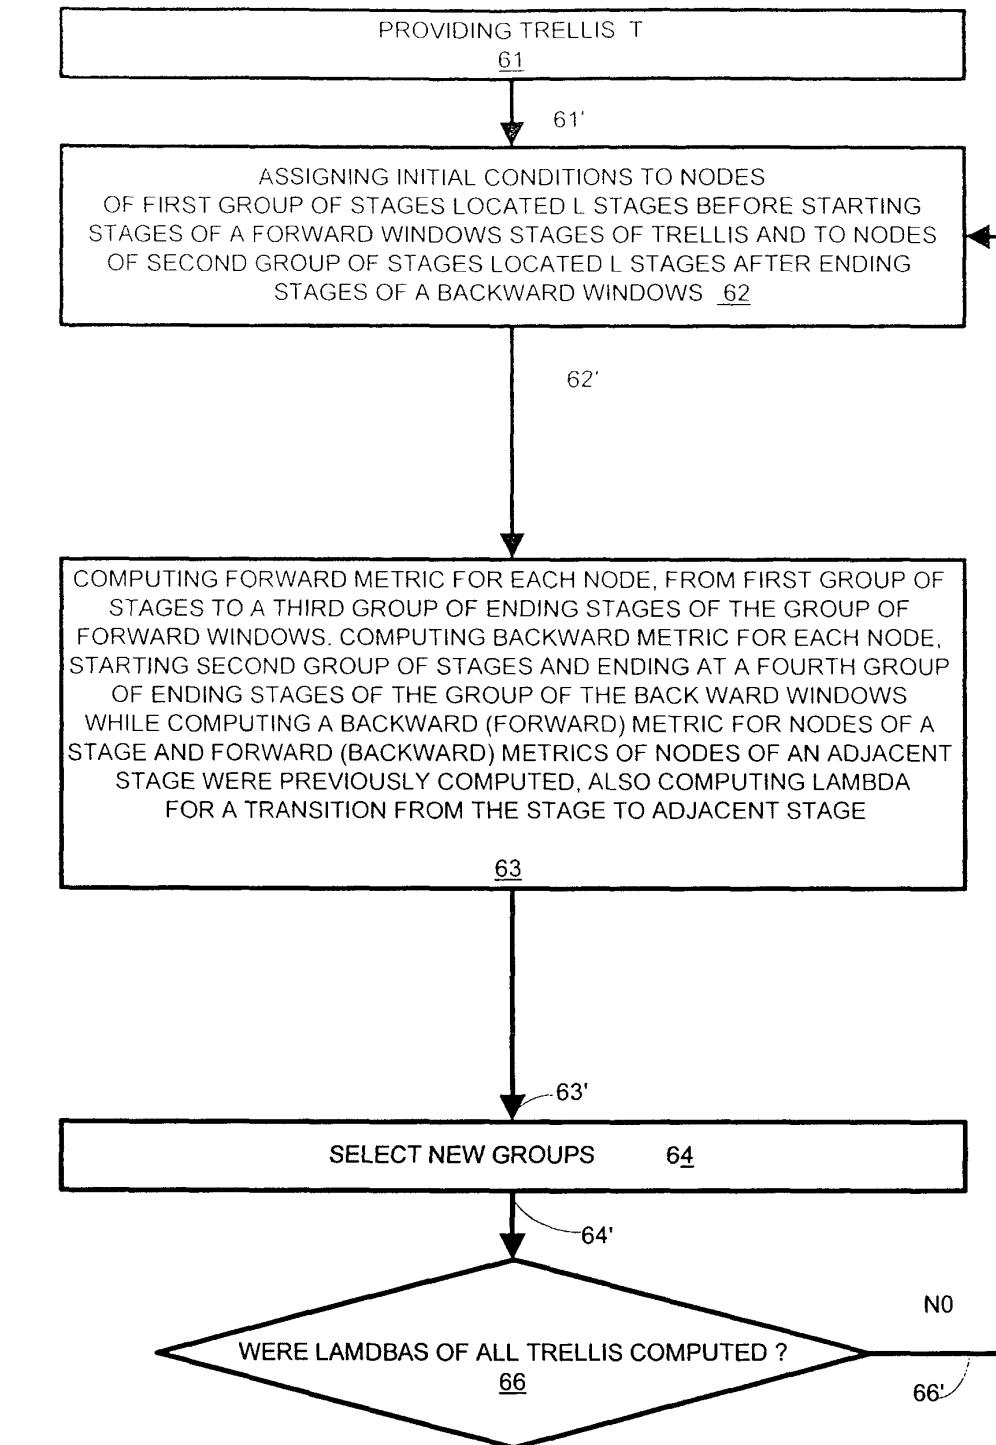 PROVIDING TRELLIS T
61
61'
ASSIGNING INITIAL CONDITIONS TO NODES
OF FIRST GROUP OF STAGES LOCATED L STAGES BEFORE STARTING
STAGES OF A FORWARD WINDOWS STAGES OF TRELLIS AND TO NODES
OF SECOND GROUP OF STAGES LOCATED L STAGES AFTER ENDING
STAGES OF A BACKWARD WINDOWS 62
62'
COMPUTING FORWARD METRIC FOR EACH NODE, FROM FIRST GROUP OF
STAGES TO A THIRD GROUP OF ENDING STAGES OF THE GROUP OF
FORWARD WINDOWS. COMPUTING BACKWARD METRIC FOR EACH NODE,
STARTING SECOND GROUP OF STAGES AND ENDING AT A FOURTH GROUP
OF ENDING STAGES OF THE GROUP OF THE BACK WARD WINDOWS
WHILE COMPUTING A BACKWARD (FORWARD) METRIC FOR NODES OF A
STAGE AND FORWARD (BACKWARD) METRICS OF NODES OF AN ADJACENT
STAGE WERE PREVIOUSLY COMPUTED, ALSO COMPUTING LAMBDA
FOR A TRANSITION FROM THE STAGE TO ADJACENT STAGE
63
63'
SELECT NEW GROUPS 64
64'
N0
WERE LAMDBAS OF ALL TRELLIS COMPUTED ?
66
66'